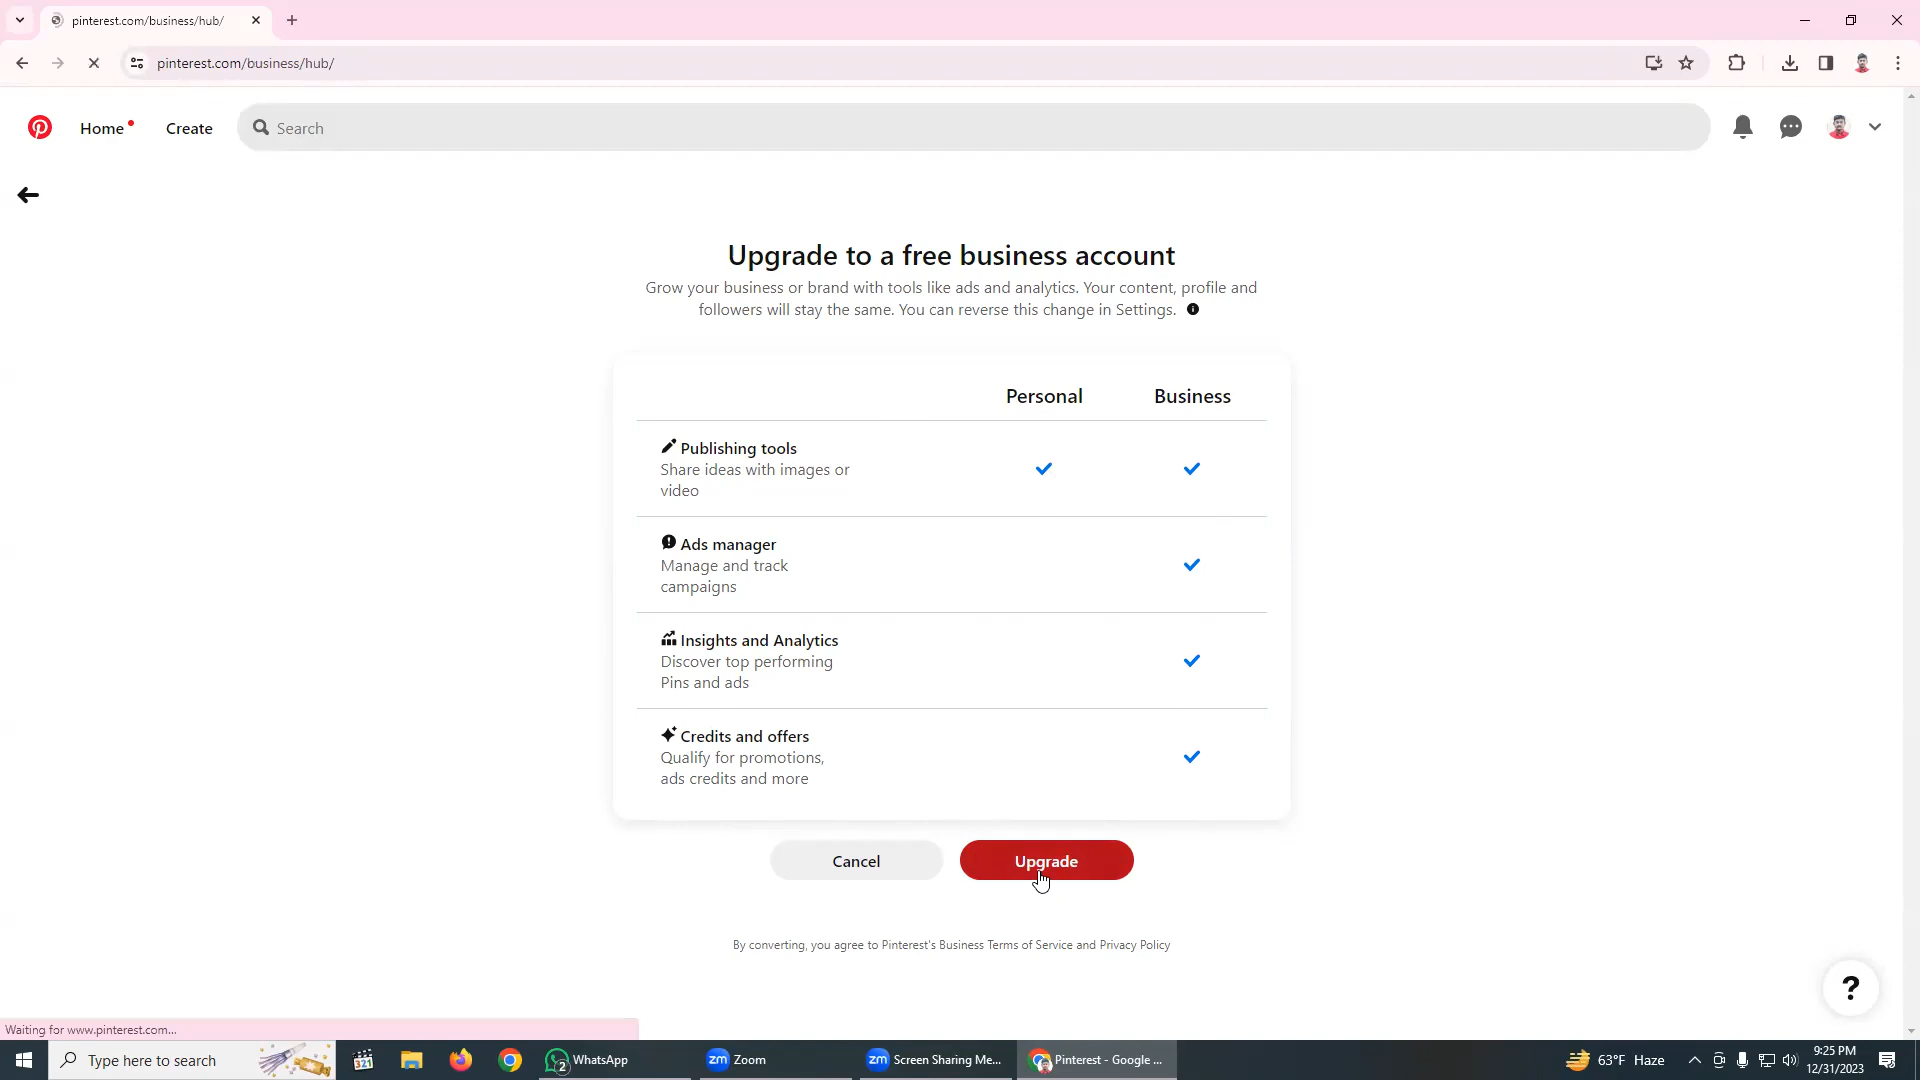 pinterest.com/business/hub/
pinterest.com/business/hub/
Home
Create
Search
Upgrade to a free business account
Grow your business or brand with tools like ads and analytics. Your content, profile and
followers will stay the same. You can reverse this change in Settings.
Personal
Business
Publishing tools
Share ideas with images or
video
Ads manager
Manage and track
campaigns
Insights and Analytics
Discover top performing
Pins and ads
Credits and offers
Qualify for promotions,
ads credits and more
Cancel
Upgrade
By converting, you agree to Pinterest's Business Terms of Service and Privacy Policy
?
Waiting for www.pinterest.com...
Type here to search
321
2
WhatsApp
zm
Zoom
zm
Screen Sharing Me...
Pinterest - Google ...
63°F Haze
9:25 PM
12/31/2023